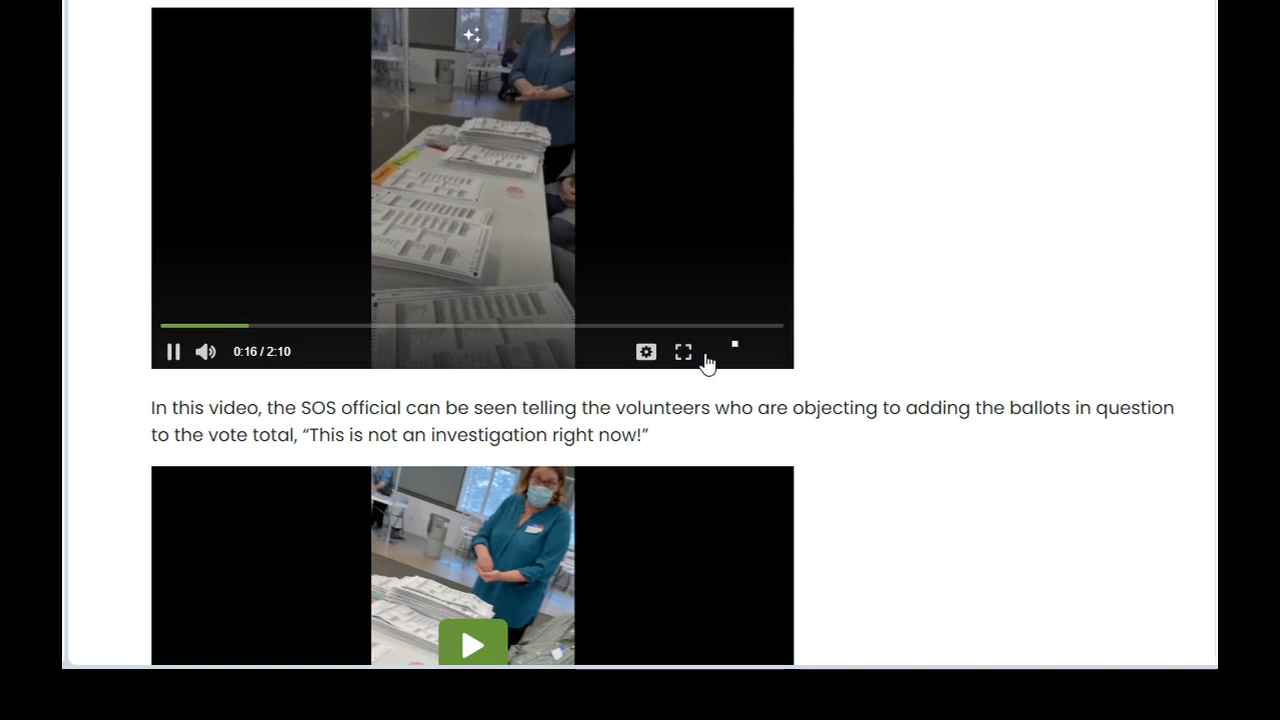 0:16 / 2:10
In this video, the SOS official can be seen telling the volunteers who are objecting to adding the ballots in question
to the vote total, “This is not an investigation right now!”